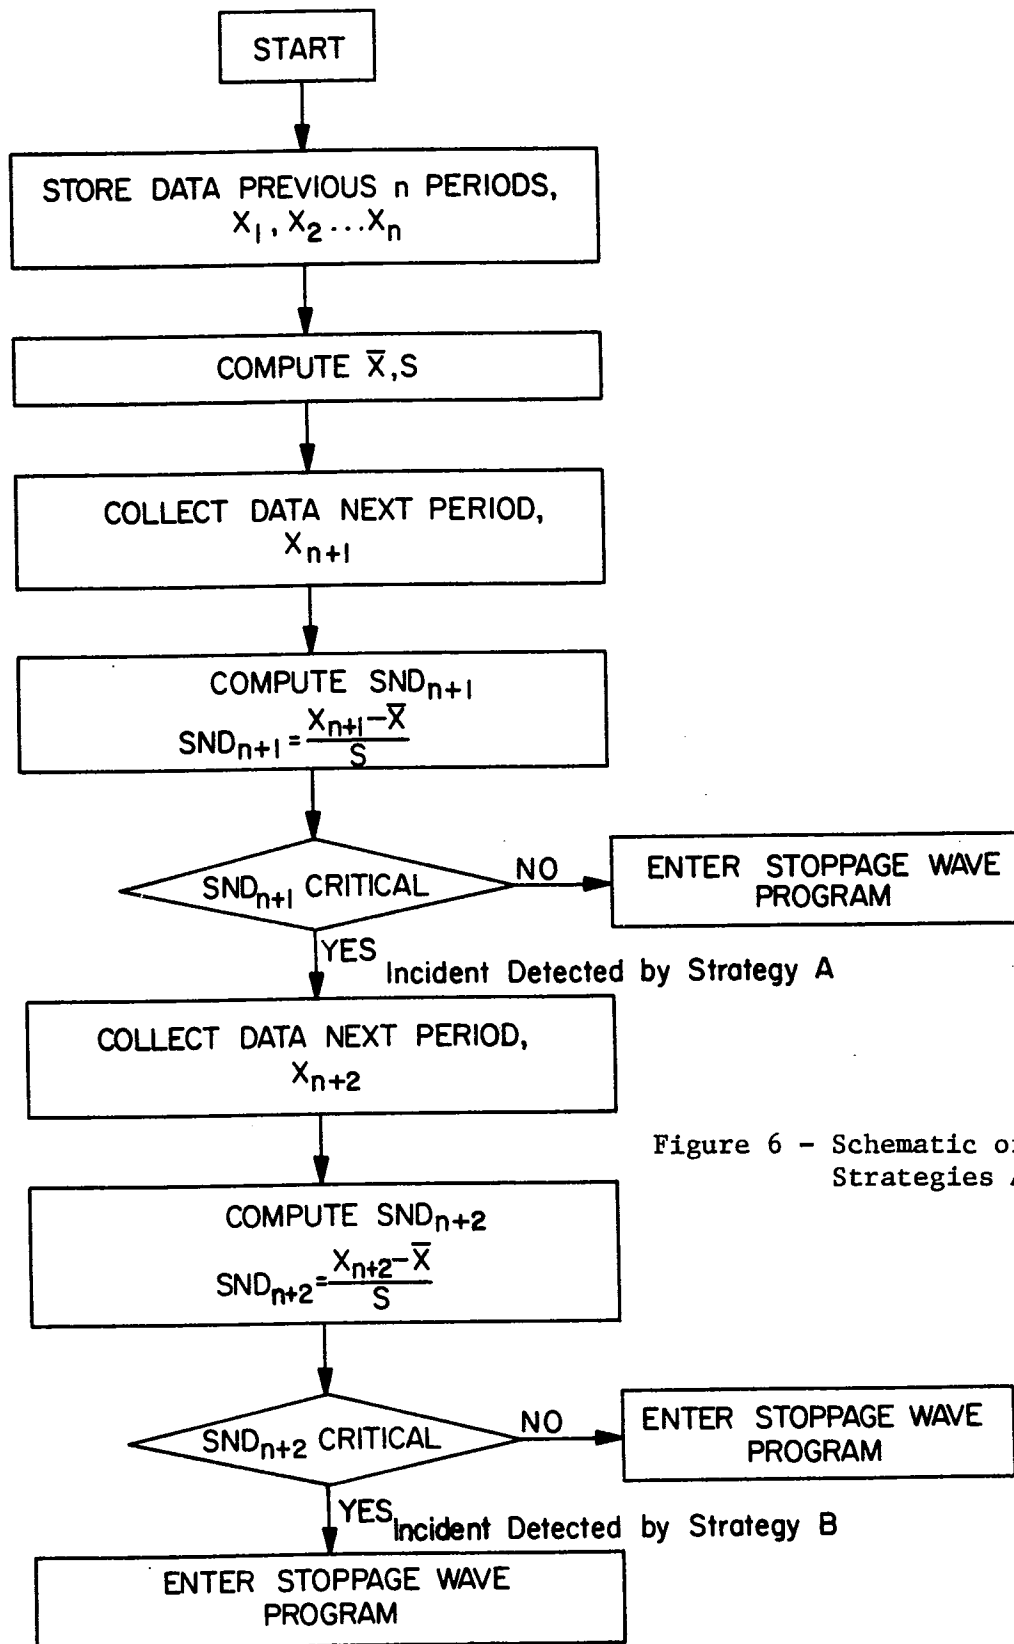 START
STORE DATA PREVIOUS n PERIODS,
X₁, X₂ ...Xₙ
COMPUTE X̅,S
COLLECT DATA NEXT PERIOD,
Xₙ₊₁
COMPUTE SNDₙ₊₁
SNDₙ₊₁=(Xₙ₊₁-X̅)/S
SNDₙ₊₁ CRITICAL
NO
ENTER STOPPAGE WAVE
PROGRAM
YES
Incident Detected by Strategy A
COLLECT DATA NEXT PERIOD,
Xₙ₊₂
Figure 6 - Schematic
Strategies
COMPUTE SNDₙ₊₂
SNDₙ₊₂=(Xₙ₊₂-X̅)/S
SNDₙ₊₂ CRITICAL
NO
ENTER STOPPAGE WAVE
PROGRAM
YES
Incident Detected by Strategy B
ENTER STOPPAGE WAVE
PROGRAM